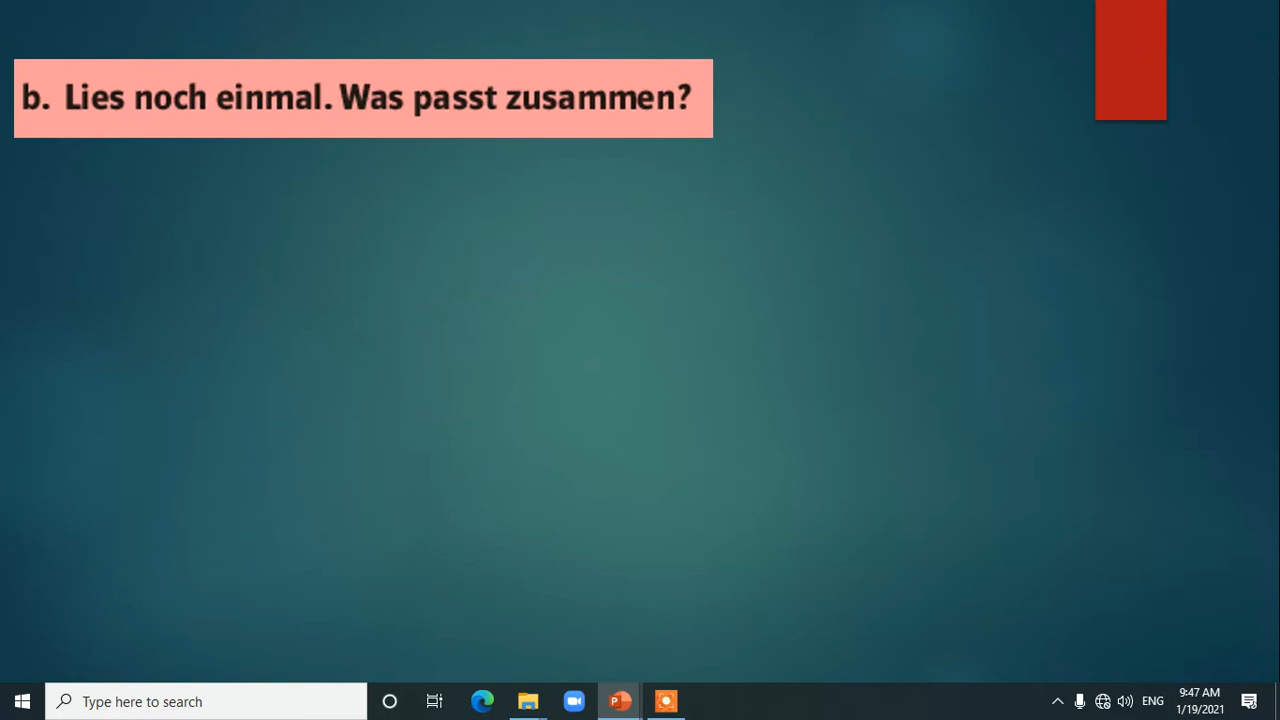 b. Lies noch einmal. Was passt zusammen?
Type here to search
ENG
9:47 AM
1/19/2021